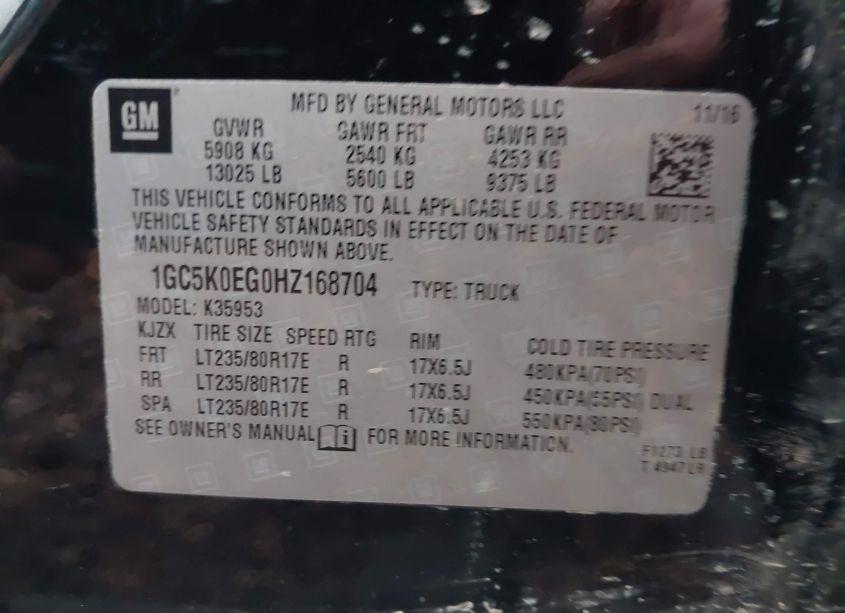 GM
MFD BY GENERAL MOTORS LLC 11/16
GVWR GAWR FRT GAWR RR
5908 KG 2540 KG 4253 KG
13025 LB 5600 LB 9375 LB
THIS VEHICLE CONFORMS TO ALL APPLICABLE U.S. FEDERAL MOTOR
VEHICLE SAFETY STANDARDS IN EFFECT ON THE DATE OF
MANUFACTURE SHOWN ABOVE.
1GC5K0EG0HZ168704 TYPE: TRUCK
MODEL: K35953
KJZX TIRE SIZE SPEED RTG RIM COLD TIRE PRESSURE
FRT LT235/80R17E R 17X6.5J 480KPA(70PSI)
RR LT235/80R17E R 17X6.5J 450KPA(65PSI) DUAL
SPA LT235/80R17E R 17X6.5J 550KPA(80PSI)
SEE OWNER'S MANUAL FOR MORE INFORMATION.
F1273 LB
T 4947 LR